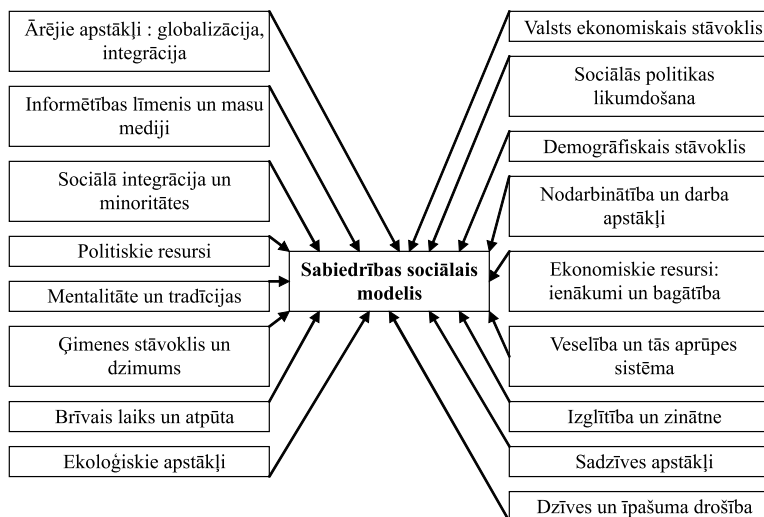 Ārējie apstākļi : globalizācija,
integrācija
Informētības līmenis un masu
mediji
Sociālā integrācija un
minoritātes
Politiskie resursi
Mentalitāte un tradīcijas
Ģimenes stāvoklis un
dzimums
Brīvais laiks un atpūta
Ekoloģiskie apstākļi
Sabiedrības sociālais
modelis
Valsts ekonomiskais stāvoklis
Sociālās politikas
likumdošana
Demogrāfiskais stāvoklis
Nodarbinātība un darba
apstākļi
Ekonomiskie resursi:
ienākumi un bagātība
Veselība un tās aprūpes
sistēma
Izglītība un zinātne
Sadzīves apstākļi
Dzīves un īpašuma drošība